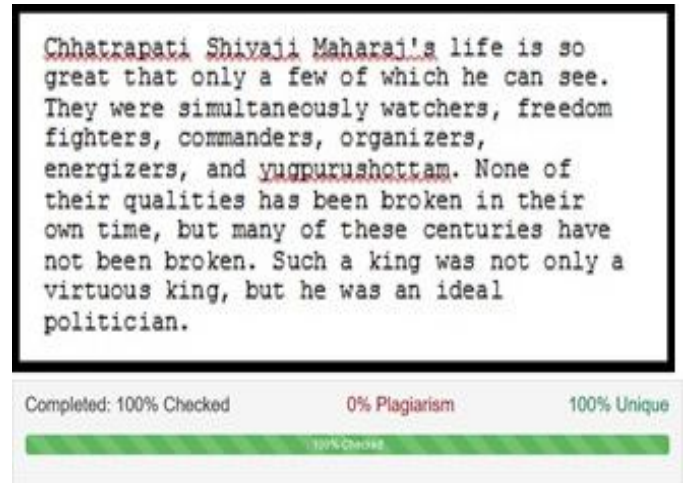 Chhatrapati Shivaji Maharaj's life is so
great that only a few of which he can see.
They were simultaneously watchers, freedom
fighters, commanders, organizers,
energizers, and yugpurushottam. None of
their qualities has been broken in their
own time, but many of these centuries have
not been broken. Such a king was not only a
virtuous king, but he was an ideal
politician.
Completed: 100% Checked 0% Plagiarism 100% Unique
100% Checked